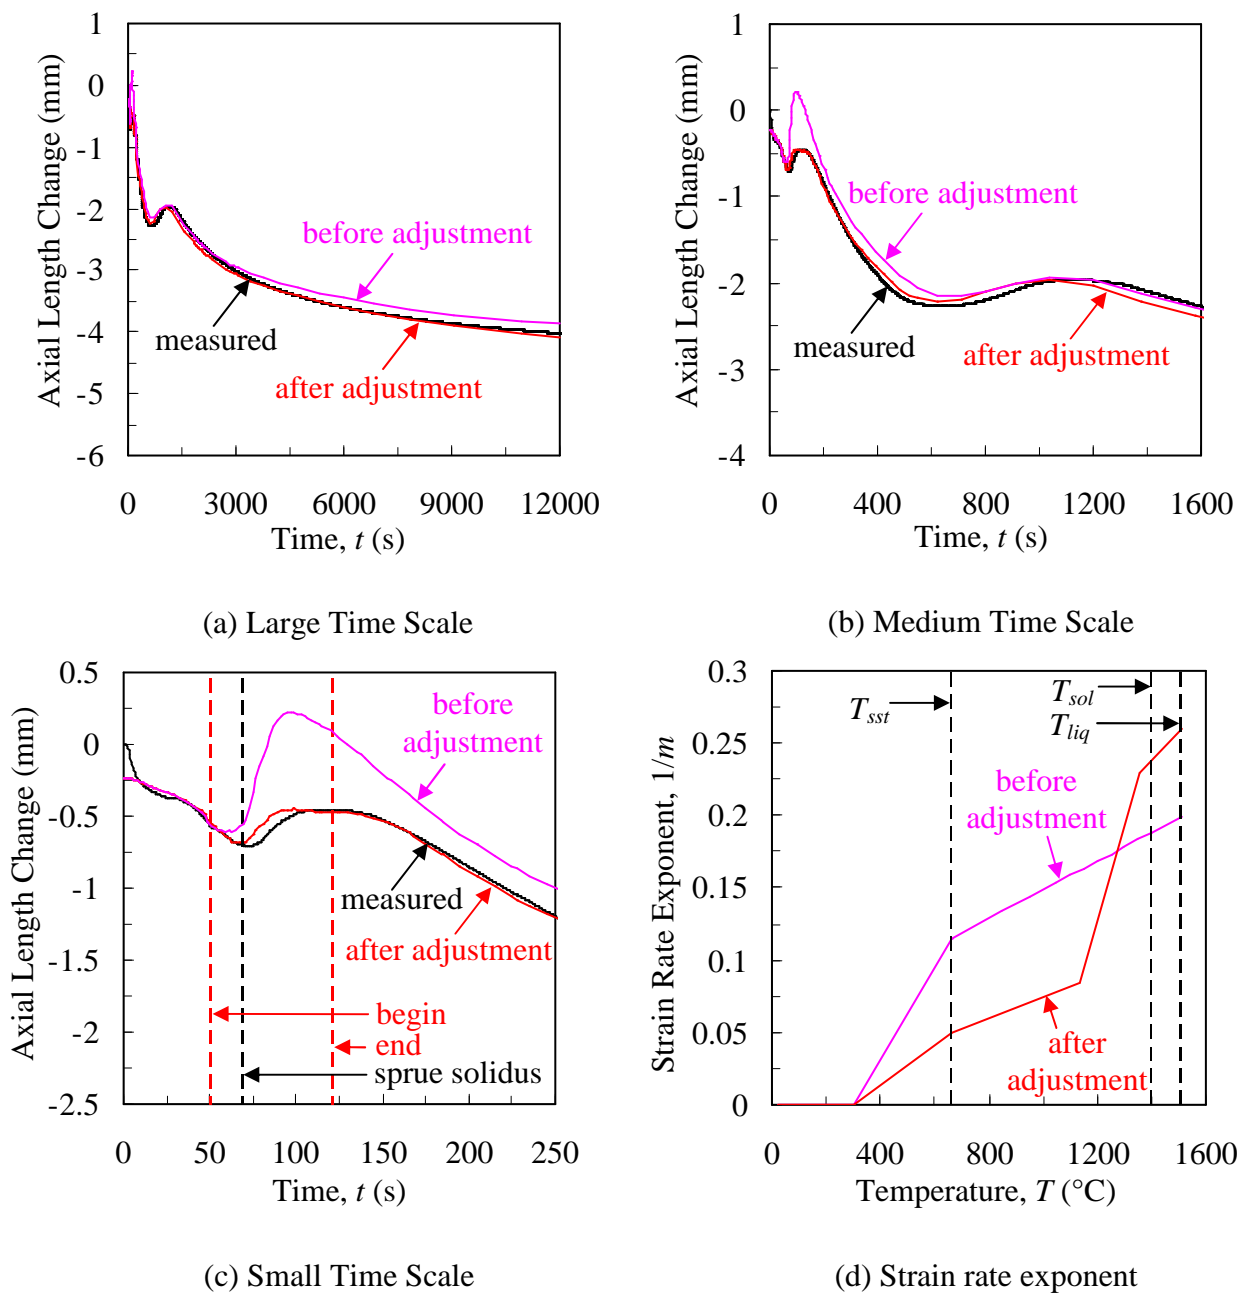 1
0
-1
-2
-3
-4
-5
-6
Axial Length Change (mm)
before adjustment
measured
after adjustment
0 3000 6000 9000 12000
Time, t (s)
(a) Large Time Scale
1
0
-1
-2
-3
-4
Axial Length Change (mm)
before adjustment
measured
after adjustment
0 400 800 1200 1600
Time, t (s)
(b) Medium Time Scale
0.5
0
-0.5
-1
-1.5
-2
-2.5
Axial Length Change (mm)
before
adjustment
measured
after adjustment
begin
end
sprue solidus
0 50 100 150 200 250
Time, t (s)
(c) Small Time Scale
0.3
0.25
0.2
0.15
0.1
0.05
0
Strain Rate Exponent, 1/m
Tsst
Tsol
Tliq
before
adjustment
after
adjustment
0 400 800 1200 1600
Temperature, T (°C)
(d) Strain rate exponent